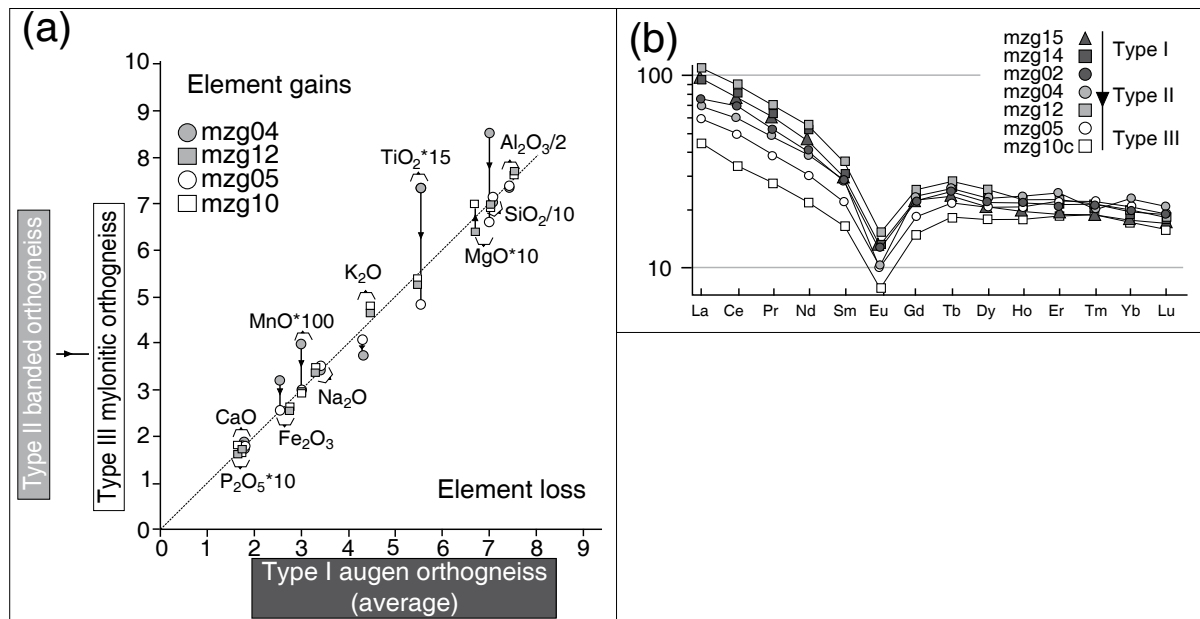 (a)
10
9
8
7
6
5
4
3
2
1
0
Element gains
mzg04
mzg12
mzg05
mzg10
TiO₂*15
Al₂O₃/2
SiO₂/10
MgO*10
K₂O
MnO*100
Na₂O
CaO
Fe₂O₃
P₂O₅*10
Element loss
0 1 2 3 4 5 6 7 8 9
Type I augen orthogneiss
(average)
Type II banded orthogneiss
Type III mylonitic orthogneiss
(b)
mzg15
mzg14
mzg02
mzg04
mzg12
mzg05
mzg10c
Type I
Type II
Type III
100
10
La Ce Pr Nd Sm Eu Gd Tb Dy Ho Er Tm Yb Lu